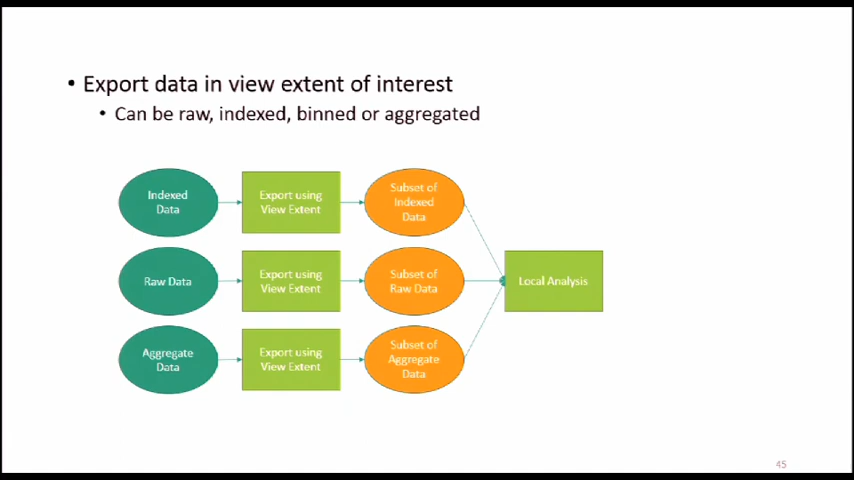 • Export data in view extent of interest
• Can be raw, indexed, binned or aggregated
Indexed
Data
Export using
View Extent
Subset of
Indexed
Data
Raw Data
Export using
View Extent
Subset of
Raw Data
Local Analysis
Aggregate
Data
Export using
View Extent
Subset of
Aggregate
Data
45